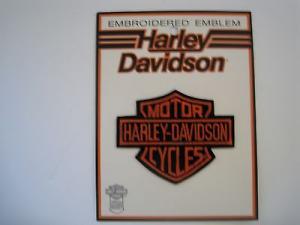 EMBROIDERED EMBLEM
Harley
Davidson
MOTOR
HARLEY-DAVIDSON
CYCLES